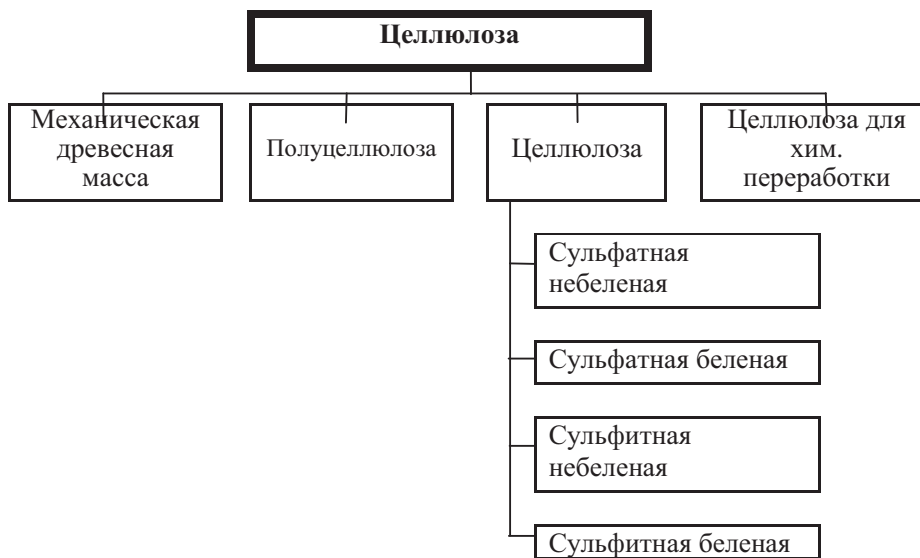 Целлюлоза
Механическая
древесная
масса
Полуцеллюлоза
Целлюлоза
Целлюлоза для
хим.
переработки
Сульфатная
небеленая
Сульфатная беленая
Сульфитная
небеленая
Сульфитная беленая